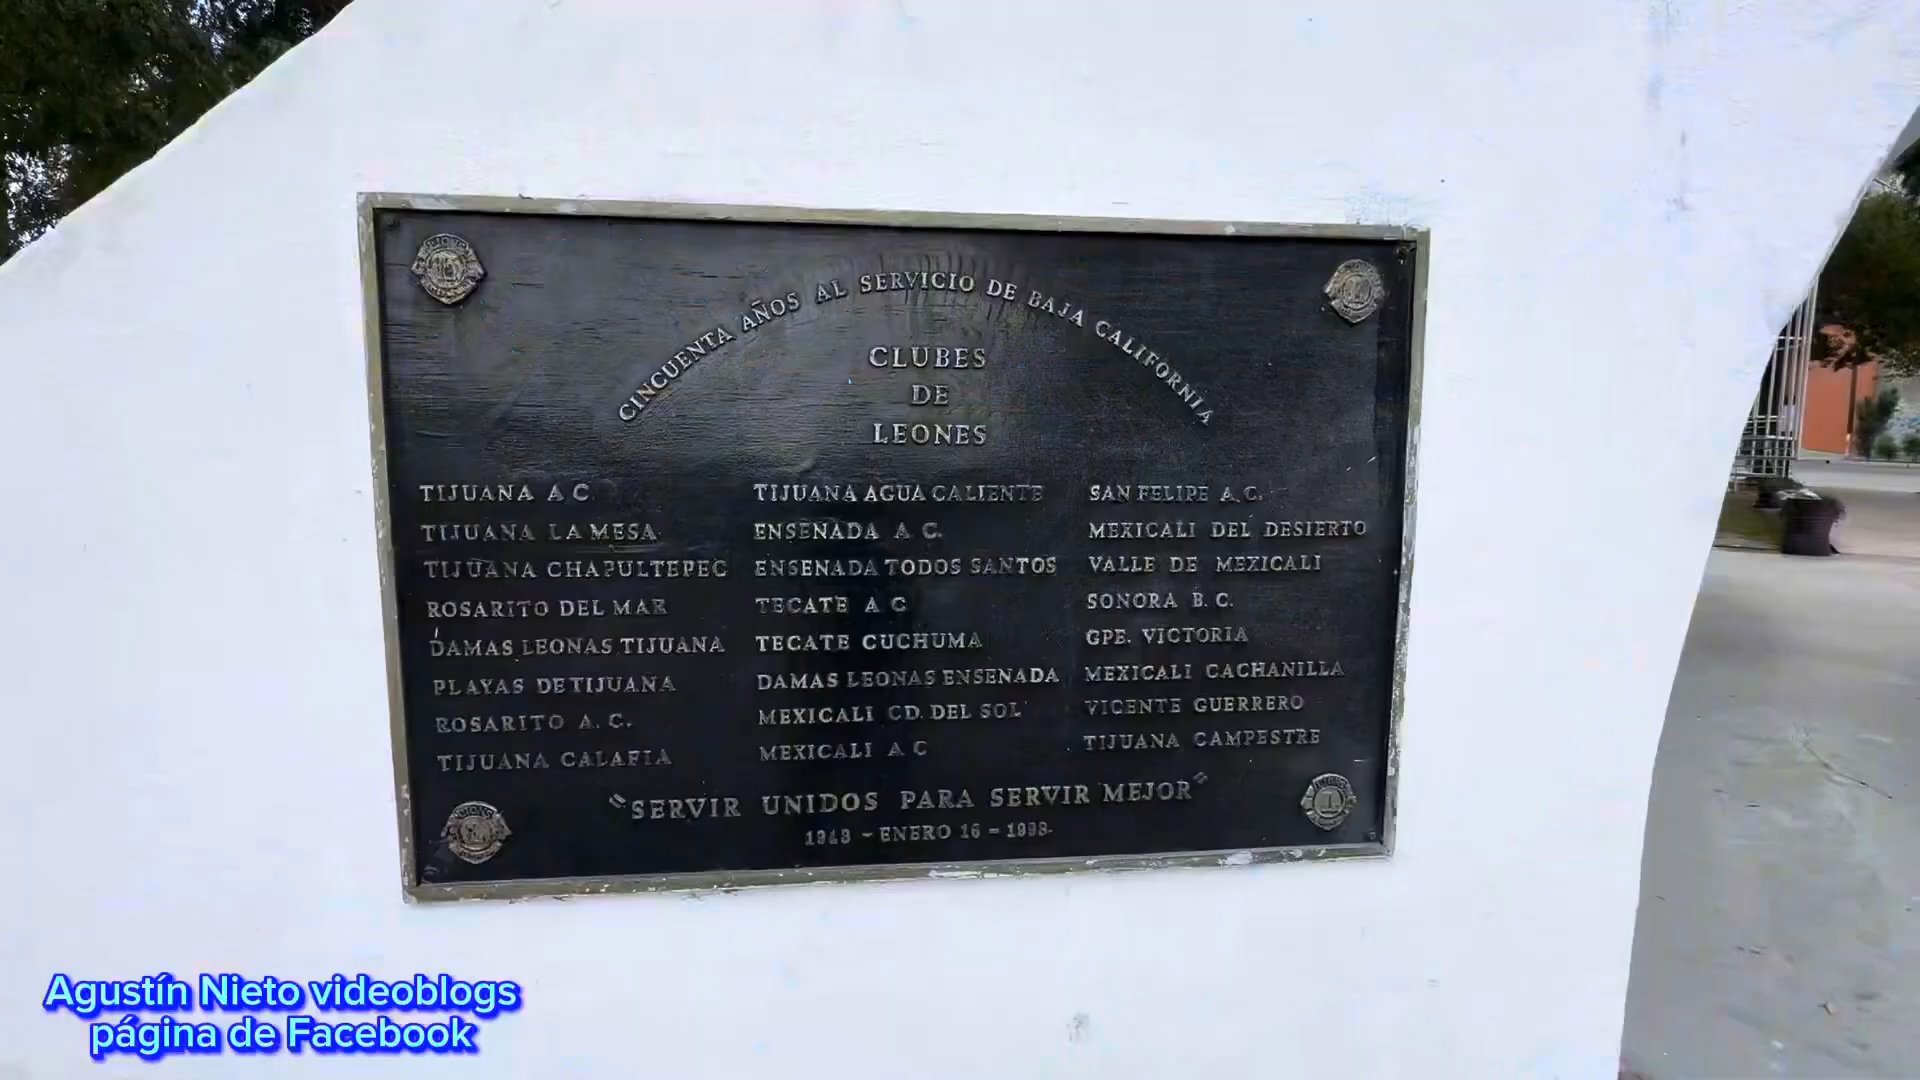 CINCUENTA AÑOS AL SERVICIO DE BAJA CALIFORNIA
CLUBES
DE
LEONES
TIJUANA A C.
TIJUANA LA MESA
TIJUANA CHAPULTEPEC
ROSARITO DEL MAR
DAMAS LEONAS TIJUANA
PLAYAS DE TIJUANA
ROSARITO A. C.
TIJUANA CALAFIA
TIJUANA AGUA CALIENTE
ENSENADA A C.
ENSENADA TODOS SANTOS
TECATE A C
TECATE CUCHUMA
DAMAS LEONAS ENSENADA
MEXICALI CD. DEL SOL
MEXICALI A C
SAN FELIPE A. C.
MEXICALI DEL DESIERTO
VALLE DE MEXICALI
SONORA B. C.
GPE. VICTORIA
MEXICALI CACHANILLA
VICENTE GUERRERO
TIJUANA CAMPESTRE
"SERVIR UNIDOS PARA SERVIR MEJOR"
1943 - ENERO 16 - 1993
Agustín Nieto videoblogs
página de Facebook